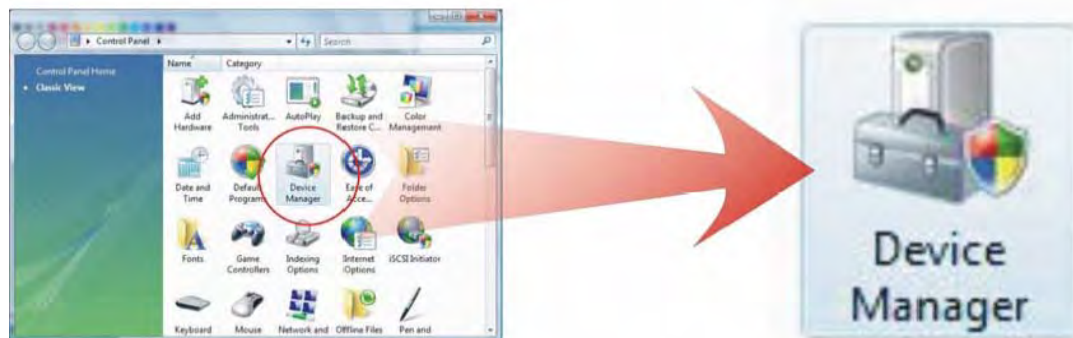 Control Panel
Search
Control Panel Home
Classic View
Name Category
Add Hardware
Administrat... Tools
AutoPlay
Backup and Restore C...
Color Management
Date and Time
Default Programs
Device Manager
Ease of Acce...
Folder Options
Fonts
Game Controllers
Indexing Options
Internet Options
iSCSI Initiator
Keyboard
Mouse
Network and
Offline Files
Pen and
Device
Manager